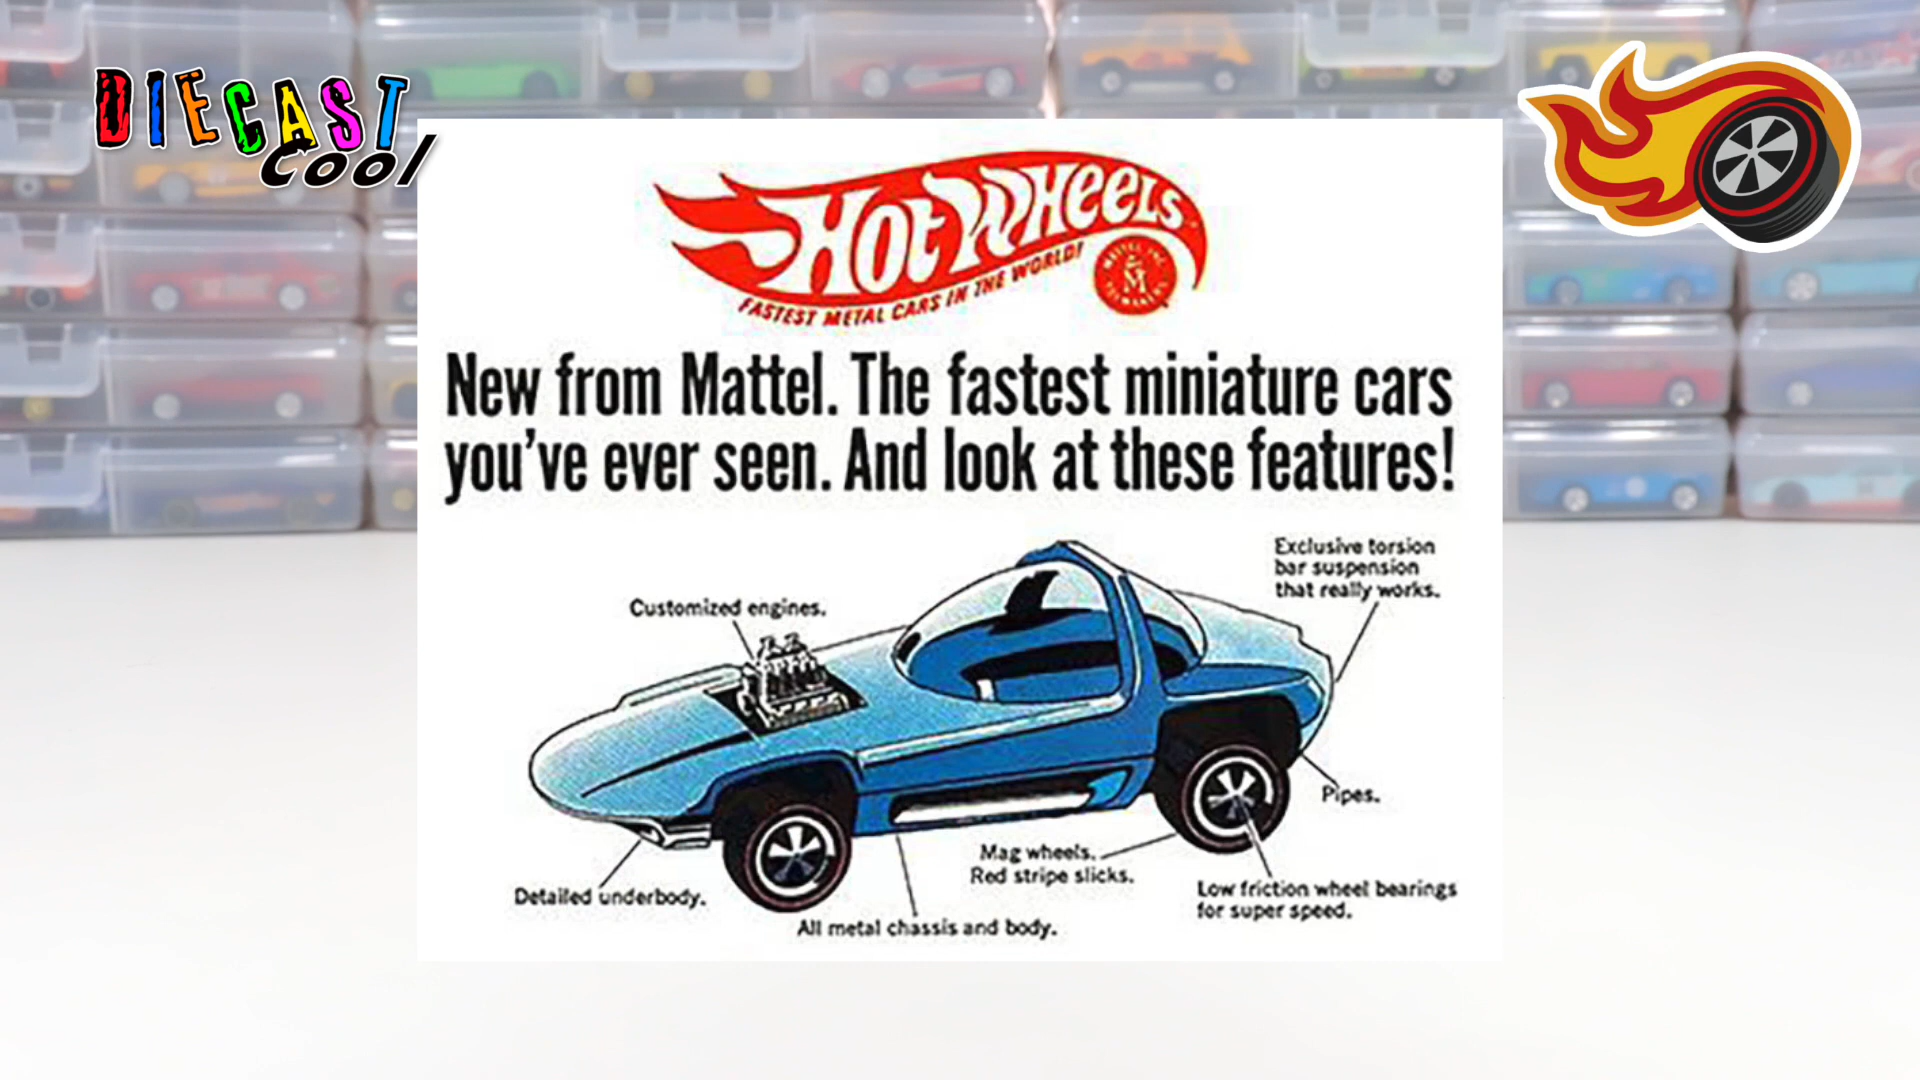 DIECAST
Cool
Hot Wheels
FASTEST METAL CARS IN THE WORLD!
MATTEL, INC.
M
New from Mattel. The fastest miniature cars
you've ever seen. And look at these features!
Exclusive torsion
bar suspension
that really works.
Customized engines.
Pipes.
Mag wheels.
Red stripe slicks.
Detailed underbody.
Low friction wheel bearings
for super speed.
All metal chassis and body.